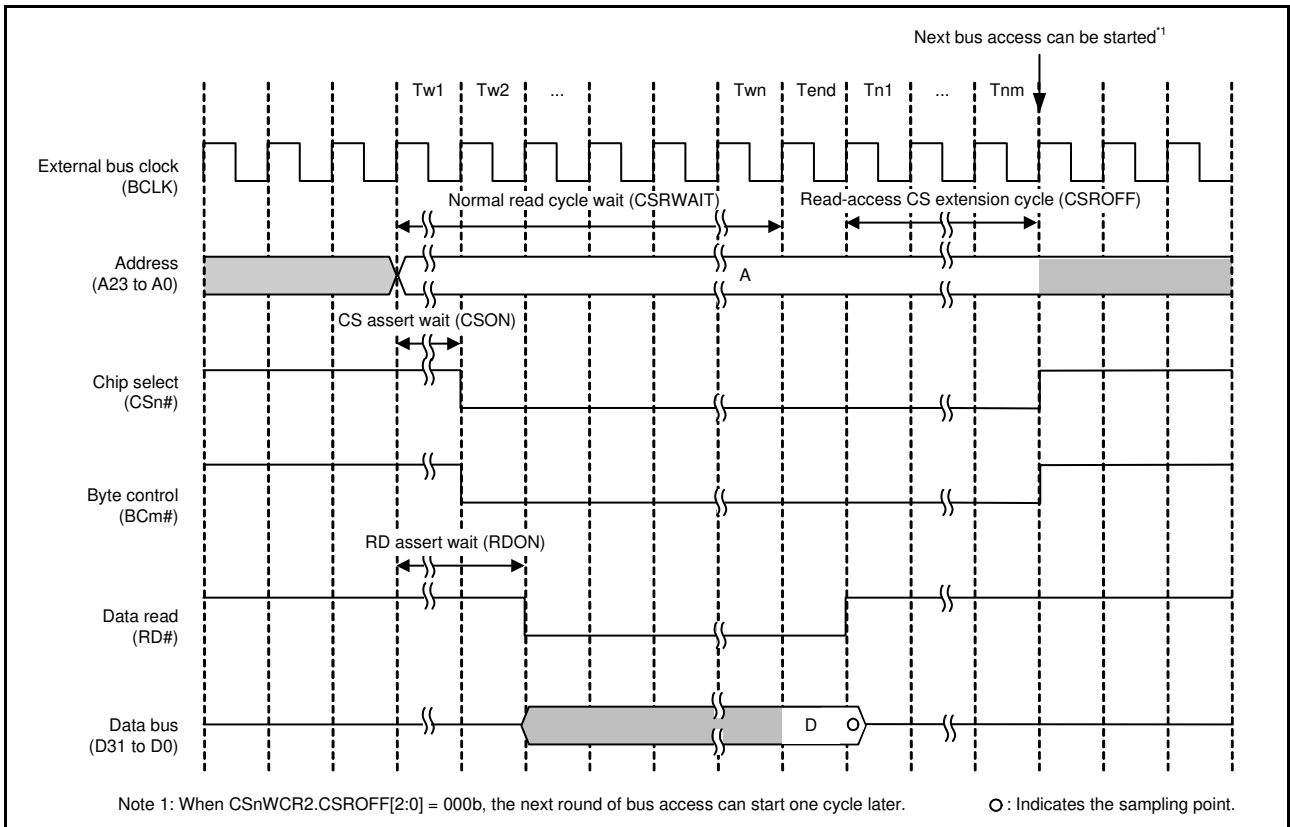 Next bus access can be started*1
Tw1 Tw2 ... Twn Tend Tn1 ... Tnm
External bus clock
(BCLK)
Normal read cycle wait (CSRWAIT) Read-access CS extension cycle (CSROFF)
Address
(A23 to A0)
A
CS assert wait (CSON)
Chip select
(CSn#)
Byte control
(BCm#)
RD assert wait (RDON)
Data read
(RD#)
Data bus
(D31 to D0)
D
Note 1: When CSnWCR2.CSROFF[2:0] = 000b, the next round of bus access can start one cycle later. : Indicates the sampling point.